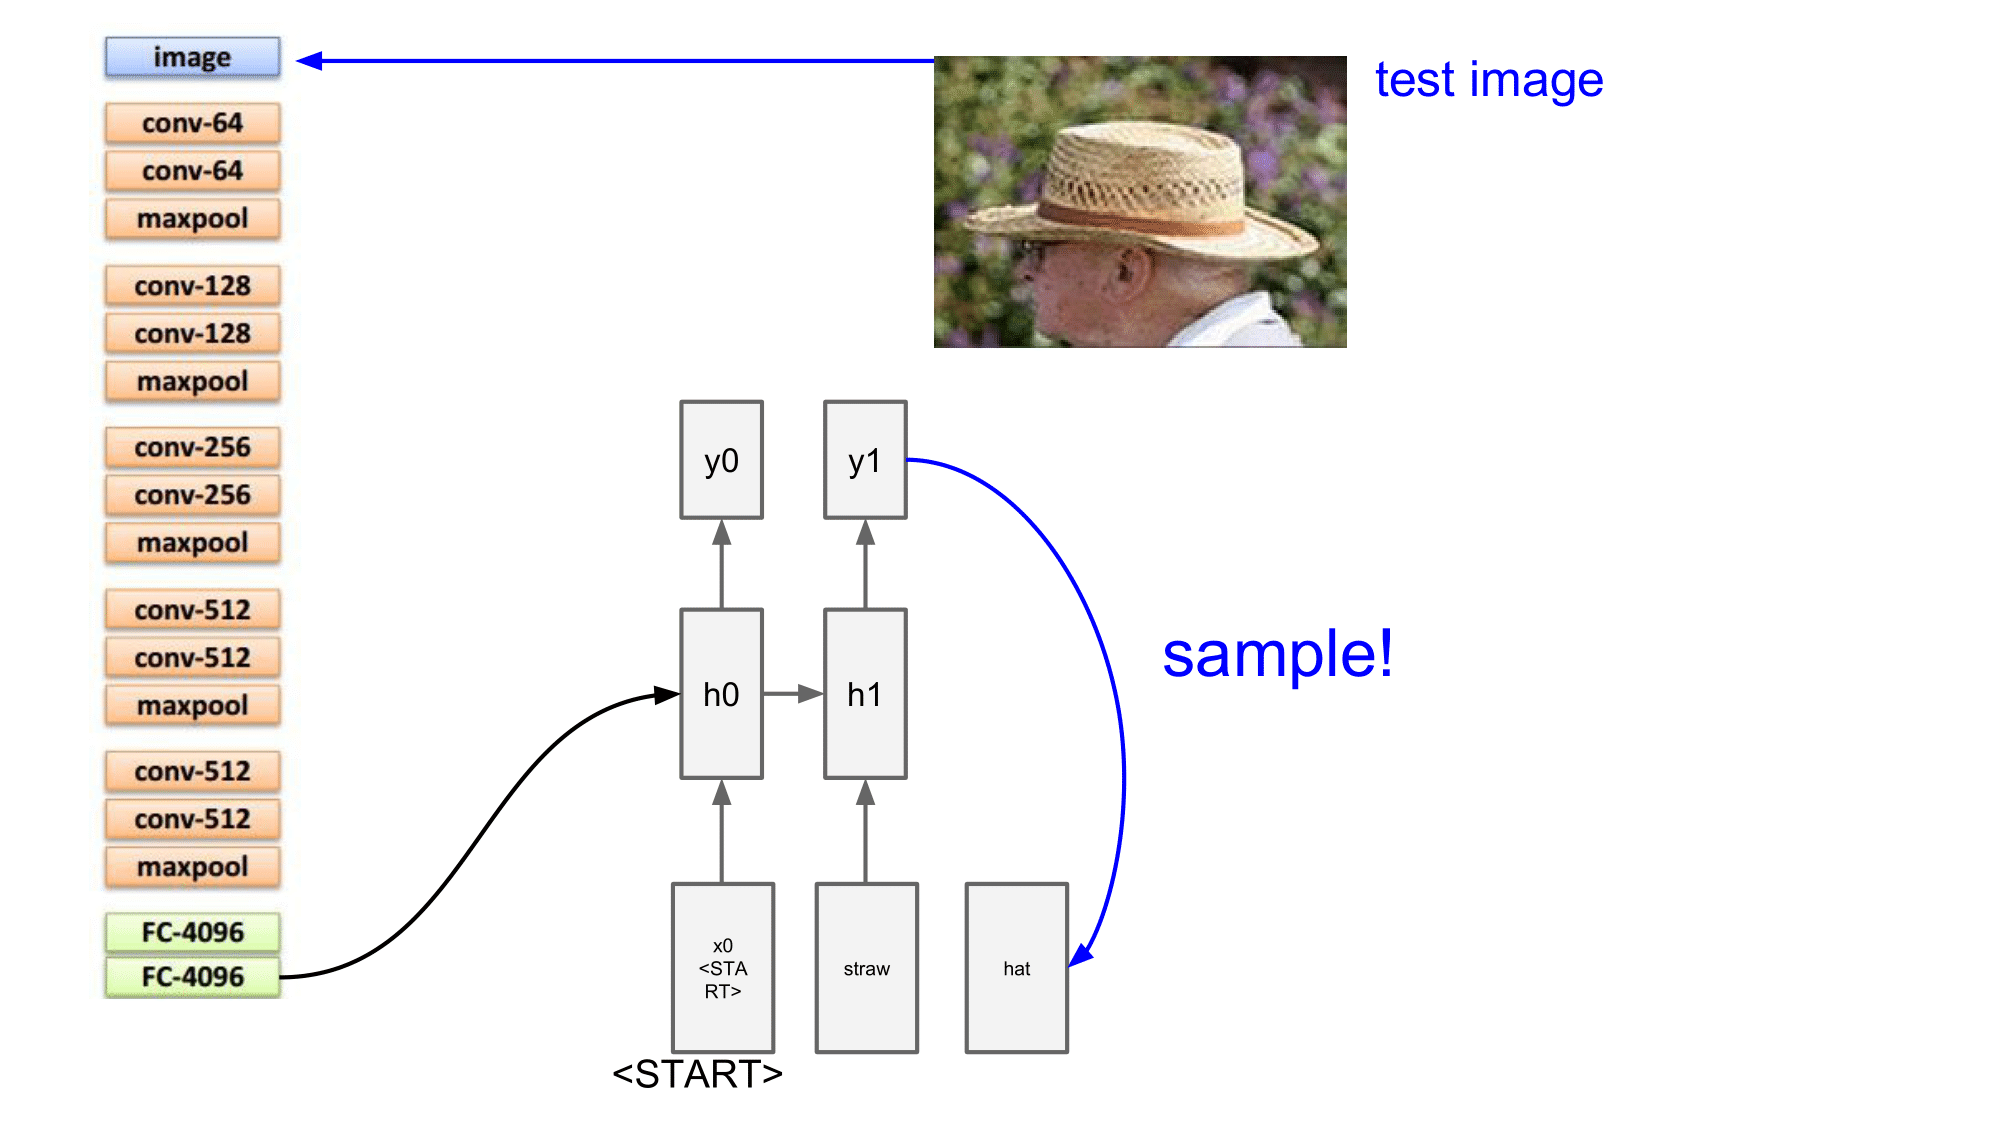 image
conv-64
conv-64
maxpool
conv-128
conv-128
maxpool
conv-256
conv-256
maxpool
conv-512
conv-512
maxpool
conv-512
conv-512
maxpool
FC-4096
FC-4096
test image
y0
y1
sample!
h0
h1
x0
<STA
RT>
straw
hat
<START>